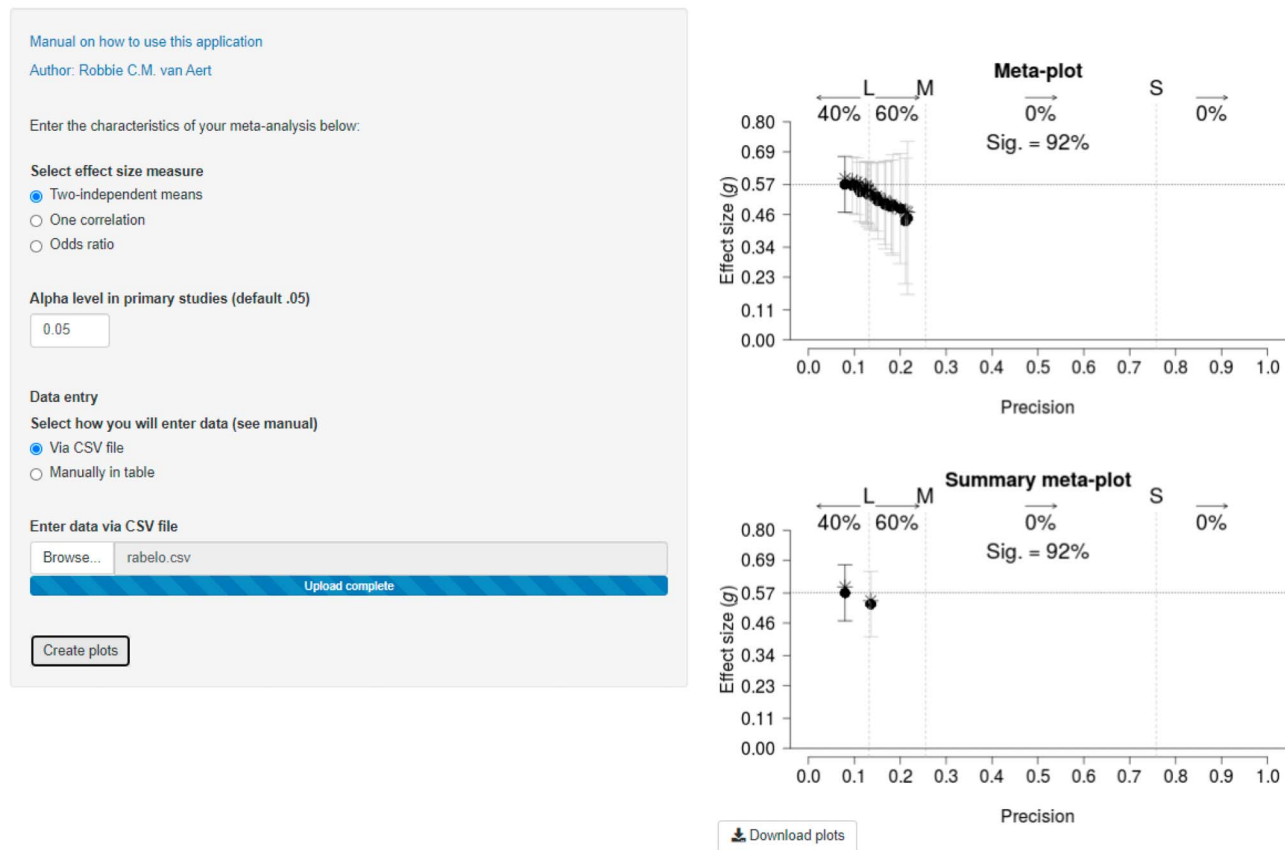 Manual on how to use this application
Author: Robbie C.M. van Aert
Enter the characteristics of your meta-analysis below:
Select effect size measure
Two-independent means
One correlation
Odds ratio
Alpha level in primary studies (default .05)
0.05
Data entry
Select how you will enter data (see manual)
Via CSV file
Manually in table
Enter data via CSV file
Browse... rabelo.csv
Upload complete
Create plots
Meta-plot
L M S
40% 60% 0% 0%
Sig. = 92%
0.80
0.69
0.57
0.46
0.34
0.23
0.11
0.00
Effect size (g)
0.0 0.1 0.2 0.3 0.4 0.5 0.6 0.7 0.8 0.9 1.0
Precision
Summary meta-plot
L M S
40% 60% 0% 0%
Sig. = 92%
0.80
0.69
0.57
0.46
0.34
0.23
0.11
0.00
Effect size (g)
0.0 0.1 0.2 0.3 0.4 0.5 0.6 0.7 0.8 0.9 1.0
Precision
Download plots